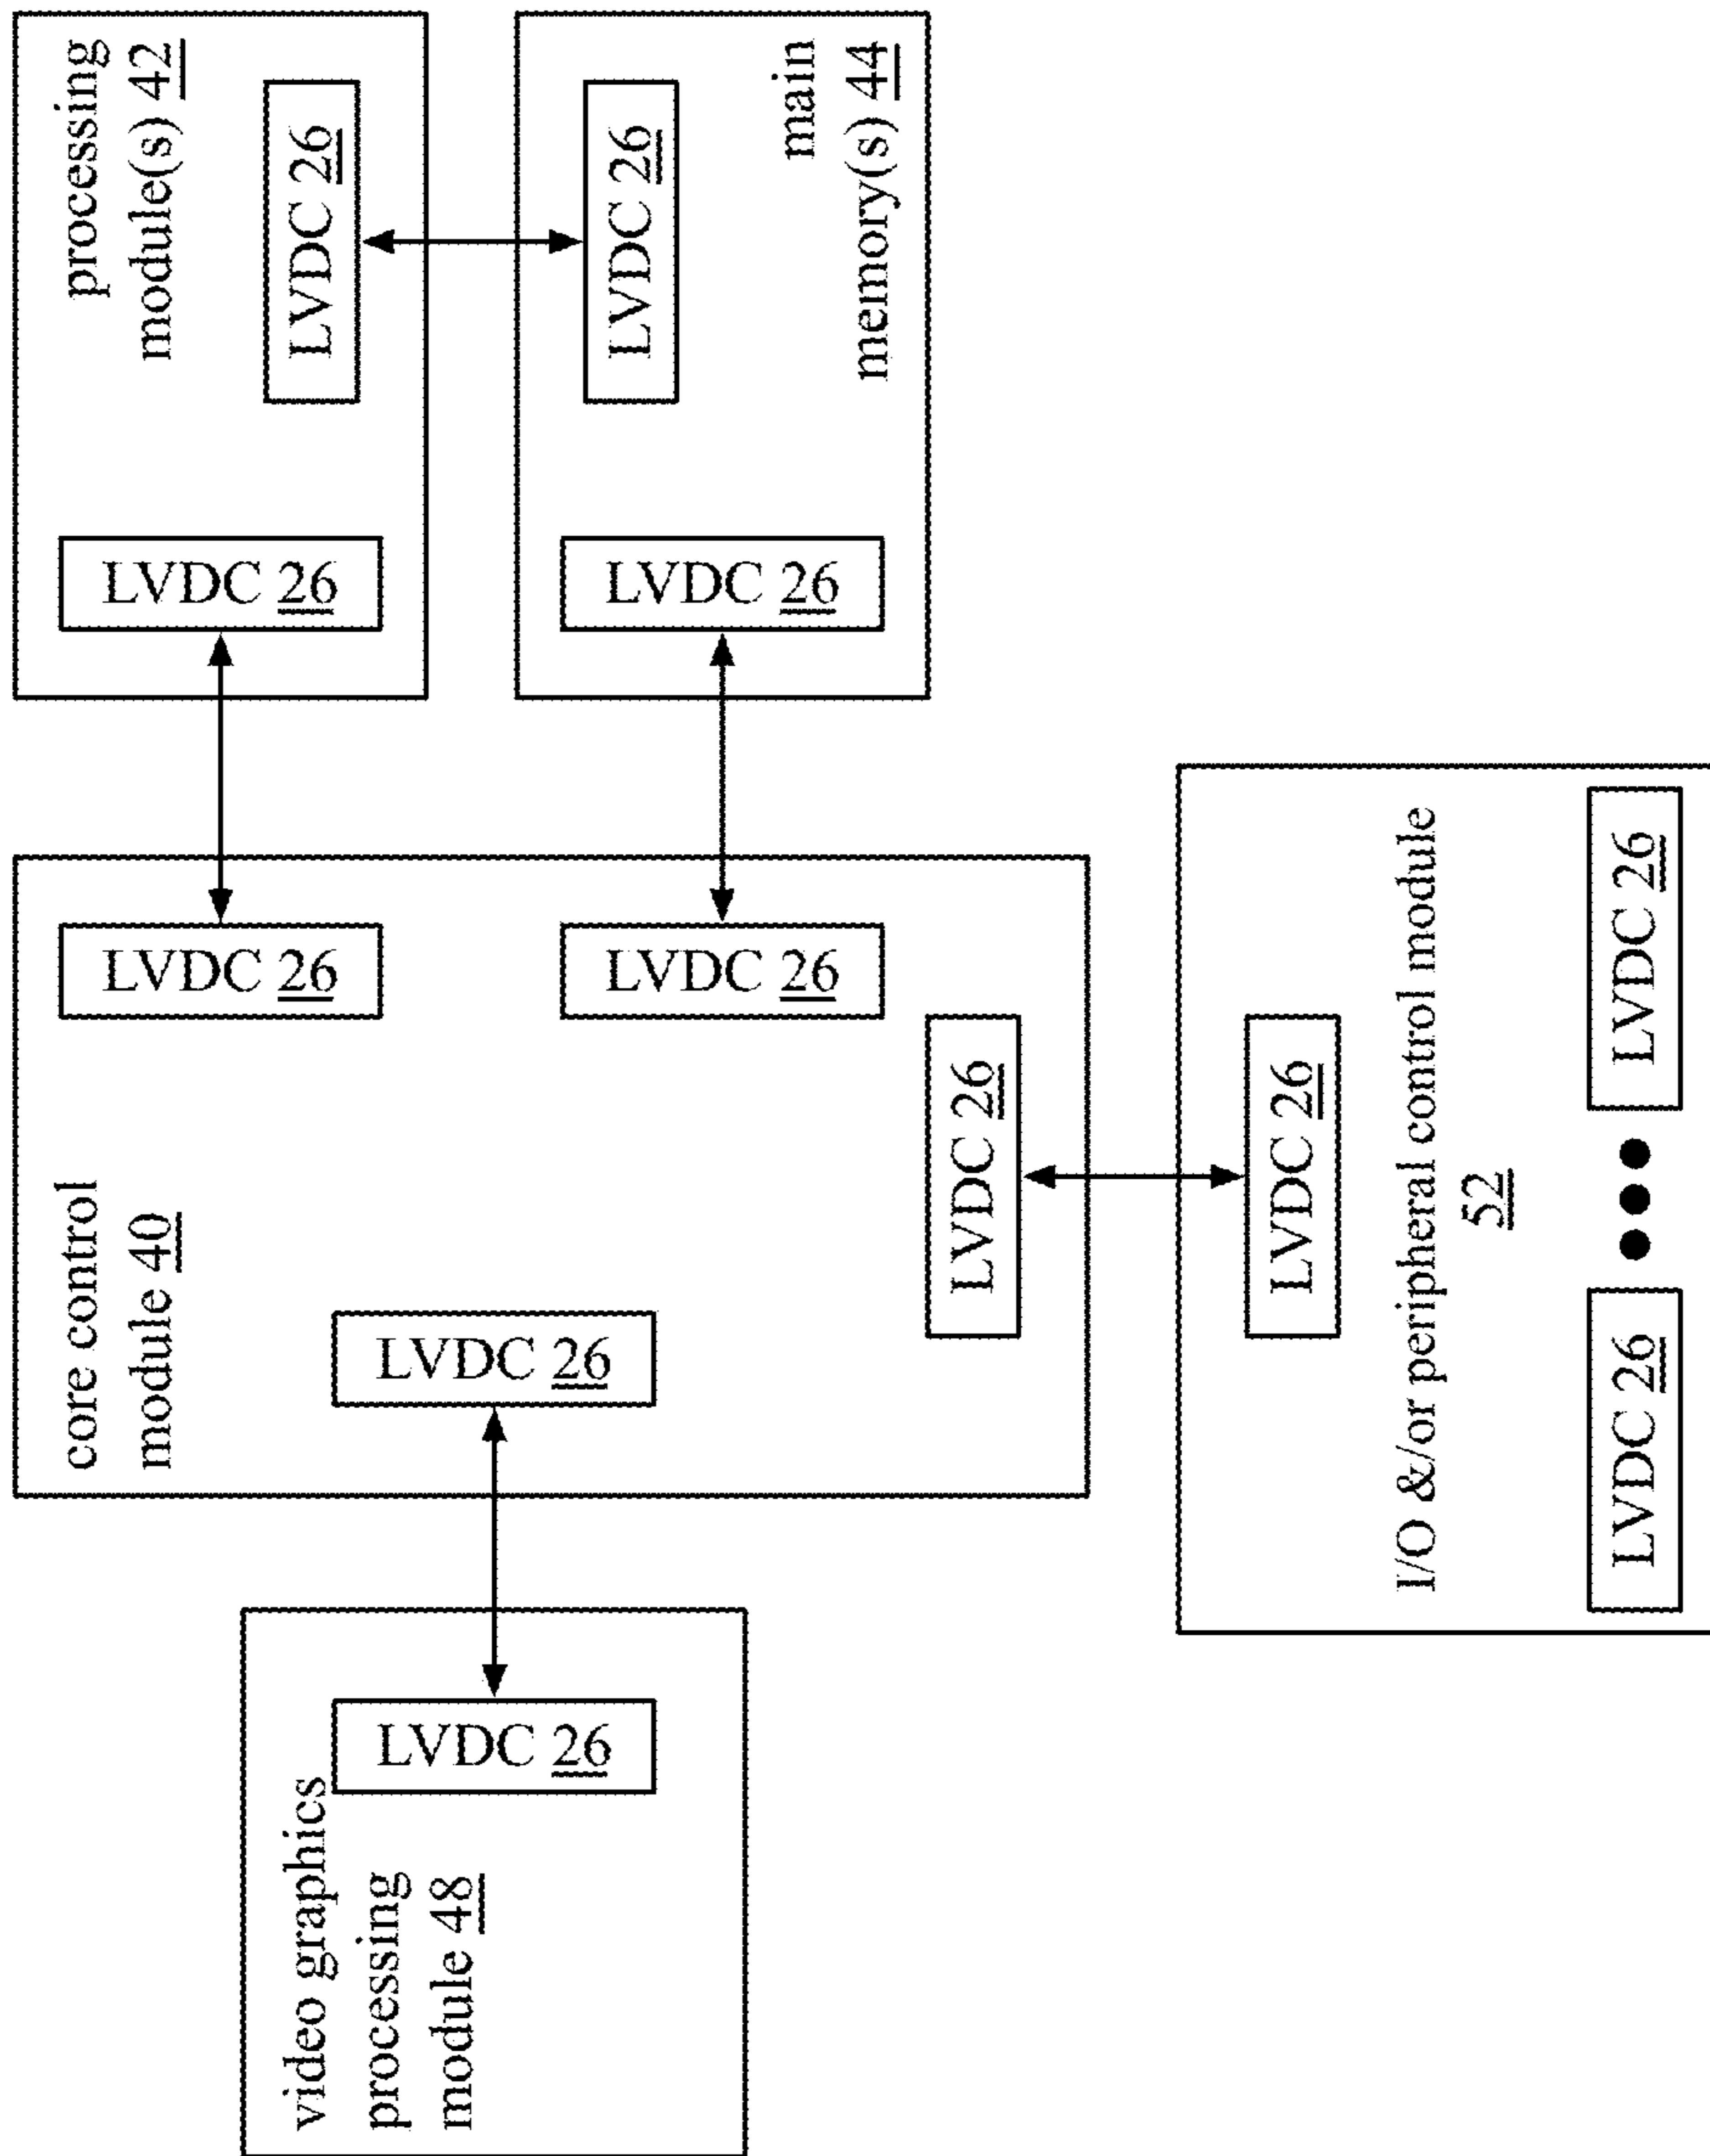 processing
module(s) 42
LVDC 26
LVDC 26
LVDC 26
LVDC 26
main
memory(s) 44
core control
module 40
LVDC 26
LVDC 26
LVDC 26
LVDC 26
video graphics
processing
module 48
LVDC 26
I/O &/or peripheral control module
52
LVDC 26
LVDC 26
LVDC 26